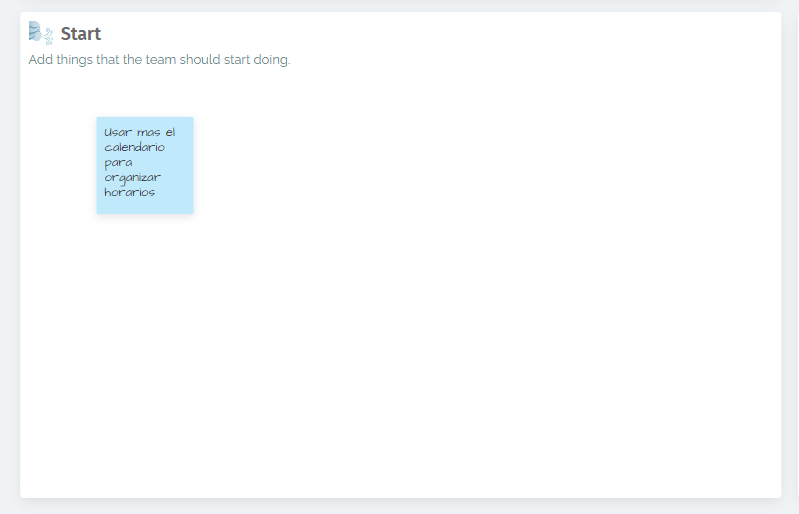 Start
Add things that the team should start doing.
Usar mas el
calendario
para
organizar
horarios